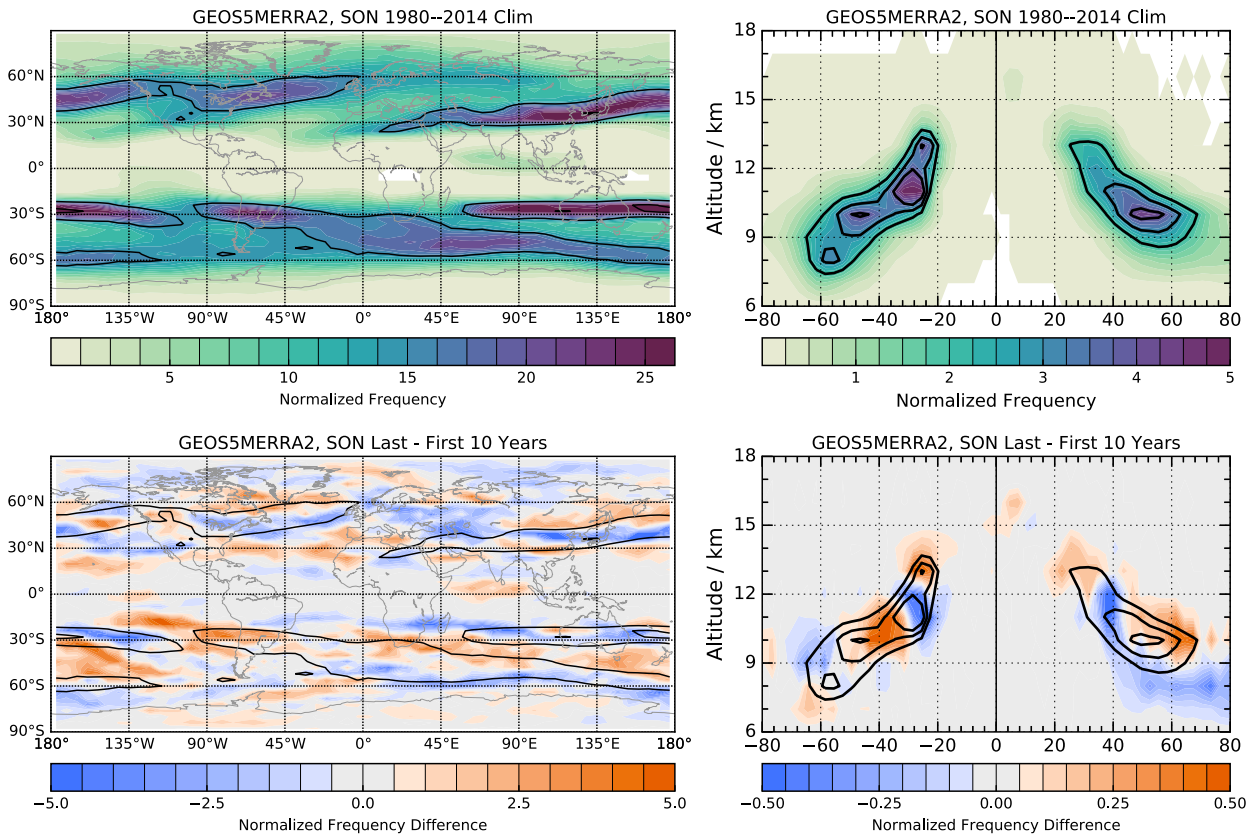 GEOS5MERRA2, SON 1980--2014 Clim
60°N
30°N
0°
30°S
60°S
90°S
180° 135°W 90°W 45°W 0° 45°E 90°E 135°E 180°
5 10 15 20 25
Normalized Frequency
GEOS5MERRA2, SON 1980--2014 Clim
Altitude / km
18
15
12
9
6
−80 −60 −40 −20 0 20 40 60 80
1 2 3 4 5
Normalized Frequency
GEOS5MERRA2, SON Last - First 10 Years
60°N
30°N
0°
30°S
60°S
90°S
180° 135°W 90°W 45°W 0° 45°E 90°E 135°E 180°
−5.0 −2.5 0.0 2.5 5.0
Normalized Frequency Difference
GEOS5MERRA2, SON Last - First 10 Years
Altitude / km
18
15
12
9
6
−80 −60 −40 −20 0 20 40 60 80
−0.50 −0.25 0.00 0.25 0.50
Normalized Frequency Difference